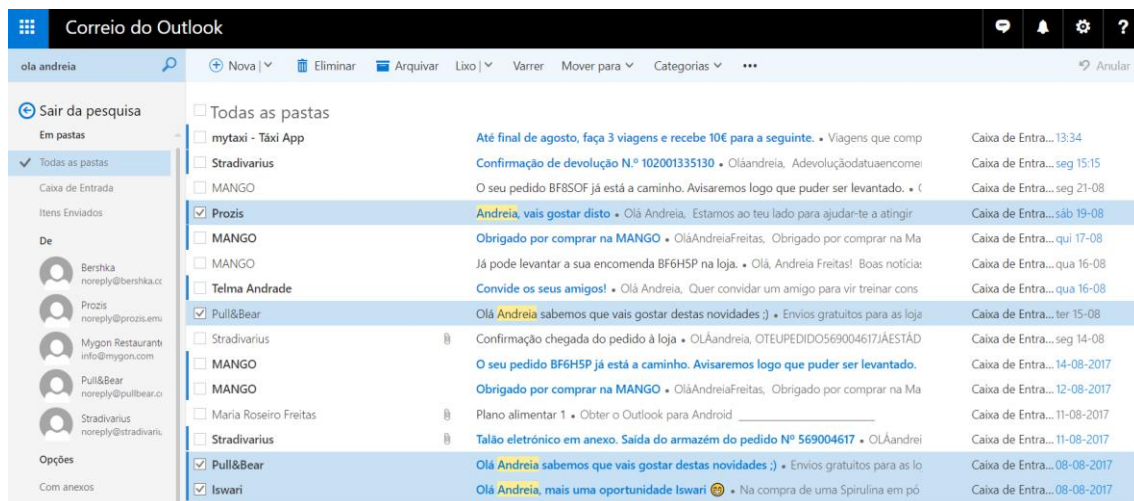 Correio do Outlook
ola andreia
Nova
Eliminar
Arquivar
Lixo
Varrer
Mover para
Categorias
Anular
Sair da pesquisa
Em pastas
Todas as pastas
Caixa de Entrada
Itens Enviados
De
Bershka
noreply@bershka.cc
Prozis
noreply@prozis.em
Mygon Restaurant
info@mygon.com
Pull&Bear
noreply@pullbear.c
Stradivarius
noreply@stradivariu
Opções
Com anexos
Todas as pastas
mytaxi - Táxi App Até final de agosto, faça 3 viagens e recebe 10€ para a seguinte. • Viagens que comp Caixa de Entra... 13:34
Stradivarius Confirmação de devolução N.º 102001335130 • Oláandreia, Adevoluçãodatuaencome Caixa de Entra... seg 15:15
MANGO O seu pedido BF8SOF já está a caminho. Avisaremos logo que puder ser levantado. • Caixa de Entra... seg 21-08
Prozis Andreia, vais gostar disto • Olá Andreia, Estamos ao teu lado para ajudar-te a atingir Caixa de Entra... sáb 19-08
MANGO Obrigado por comprar na MANGO • OláAndreiaFreitas, Obrigado por comprar na Ma Caixa de Entra... qui 17-08
MANGO Já pode levantar a sua encomenda BF6H5P na loja. • Olá, Andreia Freitas! Boas notícias Caixa de Entra... qua 16-08
Telma Andrade Convide os seus amigos! • Olá Andreia, Quer convidar um amigo para vir treinar cons Caixa de Entra... qua 16-08
Pull&Bear Olá Andreia sabemos que vais gostar destas novidades ;) • Envios gratuitos para as loja Caixa de Entra... ter 15-08
Stradivarius Confirmação chegada do pedido à loja • OLÁandreia, OTEUPEDIDO569004617JÁESTÁD Caixa de Entra... seg 14-08
MANGO O seu pedido BF6H5P já está a caminho. Avisaremos logo que puder ser levantado. Caixa de Entra... 14-08-2017
MANGO Obrigado por comprar na MANGO • OláAndreiaFreitas, Obrigado por comprar na Ma Caixa de Entra... 12-08-2017
Maria Roseiro Freitas Plano alimentar 1 • Obter o Outlook para Android Caixa de Entra... 11-08-2017
Stradivarius Talão eletrónico em anexo. Saída do armazém do pedido Nº 569004617 • OLÁandrei Caixa de Entra... 11-08-2017
Pull&Bear Olá Andreia sabemos que vais gostar destas novidades ;) • Envios gratuitos para as lo Caixa de Entra... 08-08-2017
Iswari Olá Andreia, mais uma oportunidade Iswari 😁 • Na compra de uma Spirulina em pó Caixa de Entra... 08-08-2017